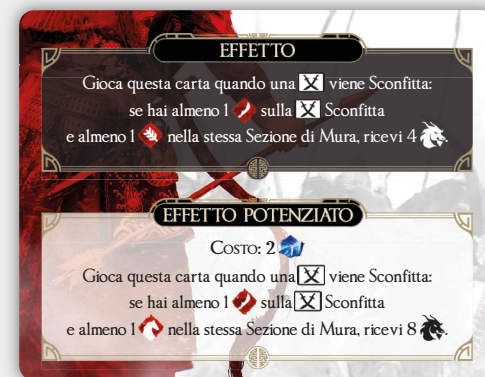 EFFETTO
Gioca questa carta quando una viene Sconfitta:
se hai almeno 1 sulla Sconfitta
e almeno 1 nella stessa Sezione di Mura, ricevi 4 .
EFFETTO POTENZIATO
Costo: 2
Gioca questa carta quando una viene Sconfitta:
se hai almeno 1 sulla Sconfitta
e almeno 1 nella stessa Sezione di Mura, ricevi 8 .